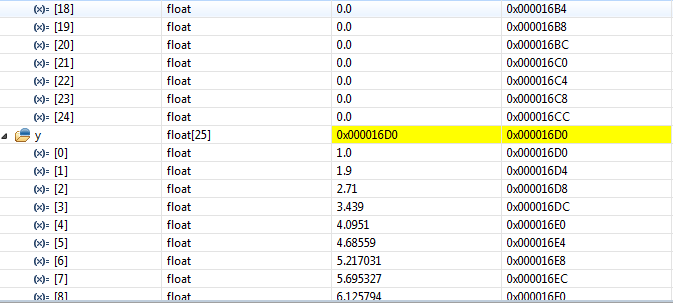 (x)= [18] float 0.0 0x000016B4
(x)= [19] float 0.0 0x000016B8
(x)= [20] float 0.0 0x000016BC
(x)= [21] float 0.0 0x000016C0
(x)= [22] float 0.0 0x000016C4
(x)= [23] float 0.0 0x000016C8
(x)= [24] float 0.0 0x000016CC
y float[25] 0x000016D0 0x000016D0
(x)= [0] float 1.0 0x000016D0
(x)= [1] float 1.9 0x000016D4
(x)= [2] float 2.71 0x000016D8
(x)= [3] float 3.439 0x000016DC
(x)= [4] float 4.0951 0x000016E0
(x)= [5] float 4.68559 0x000016E4
(x)= [6] float 5.217031 0x000016E8
(x)= [7] float 5.695327 0x000016EC
(x)= [8] float 6.125794 0x000016F0